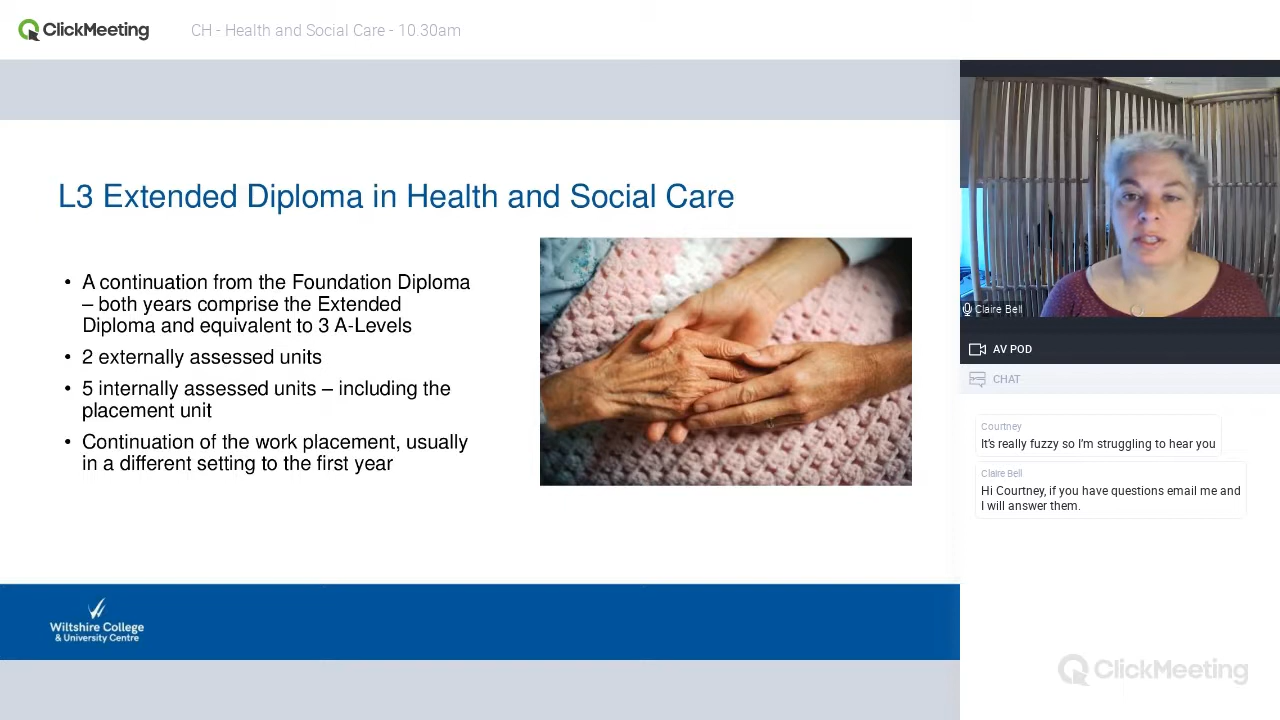 ClickMeeting
CH - Health and Social Care - 10.30am
L3 Extended Diploma in Health and Social Care
• A continuation from the Foundation Diploma
– both years comprise the Extended
Diploma and equivalent to 3 A-Levels
• 2 externally assessed units
• 5 internally assessed units – including the
placement unit
• Continuation of the work placement, usually
in a different setting to the first year
Wiltshire College
& University Centre
Claire Bell
AV POD
CHAT
Courtney
It's really fuzzy so I'm struggling to hear you
Claire Bell
Hi Courtney, if you have questions email me and
I will answer them.
ClickMeeting